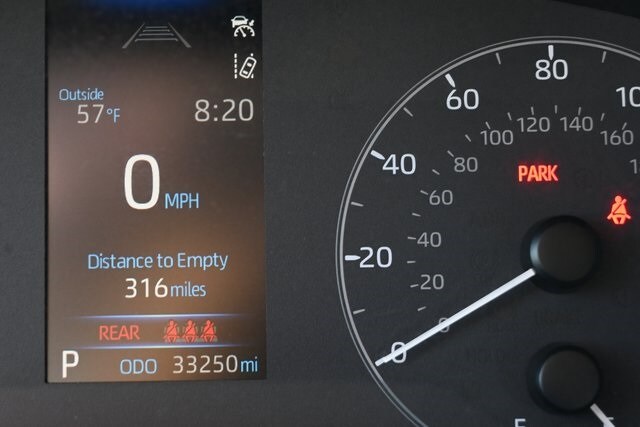 Outside
57°F 8:20
0 MPH
Distance to Empty
316 miles
REAR
P ODO 33250 mi
80
60
40
20
0
100 120 140 160
80
60
40
20
0
PARK
E